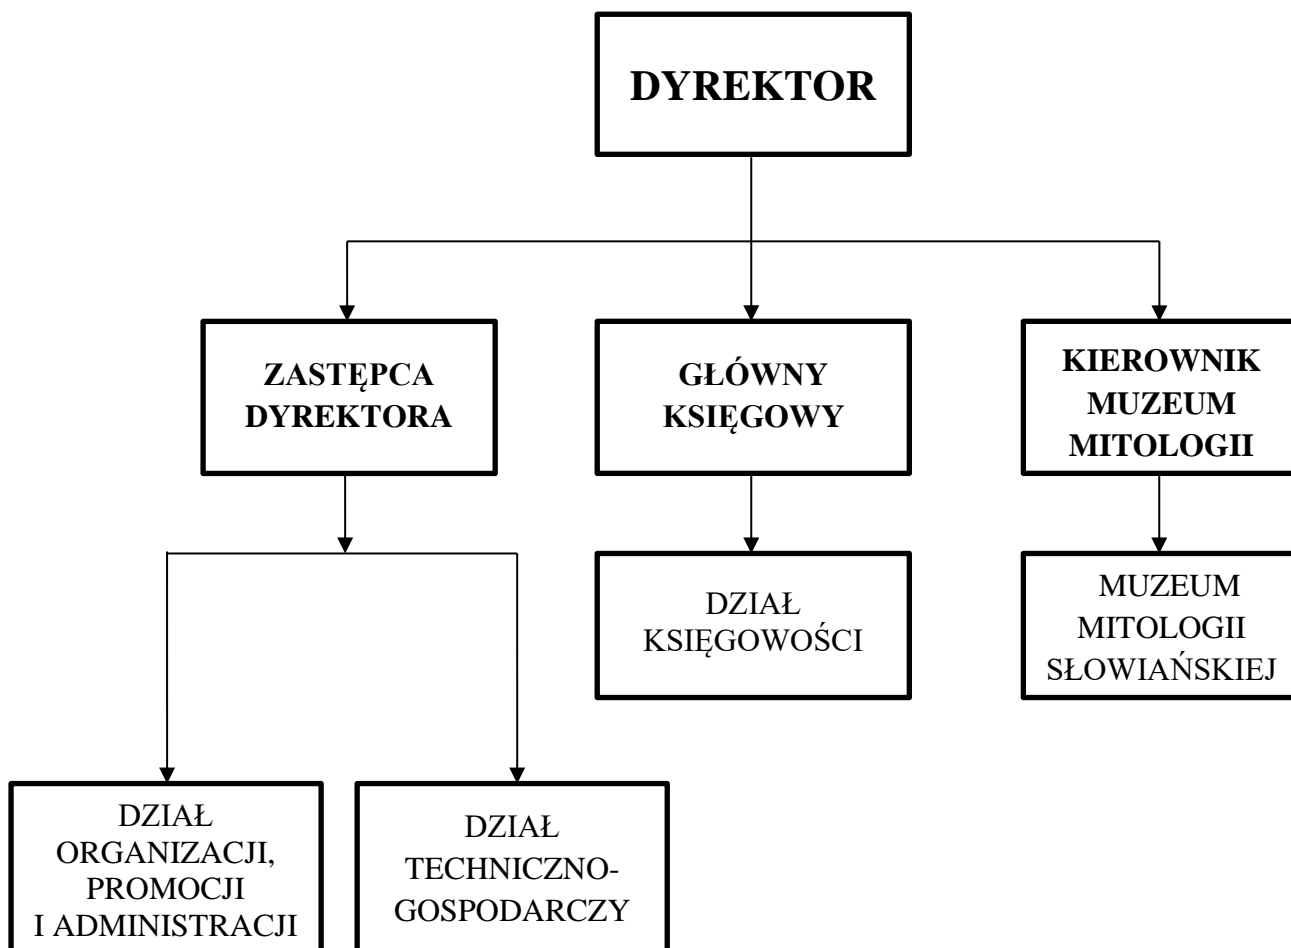 DYREKTOR
ZASTĘPCA
DYREKTORA
GŁÓWNY
KSIĘGOWY
KIEROWNIK
MUZEUM
MITOLOGII
DZIAŁ
KSIĘGOWOŚCI
MUZEUM
MITOLOGII
SŁOWIAŃSKIEJ
DZIAŁ
ORGANIZACJI,
PROMOCJI
I ADMINISTRACJI
DZIAŁ
TECHNICZNO-
GOSPODARCZY